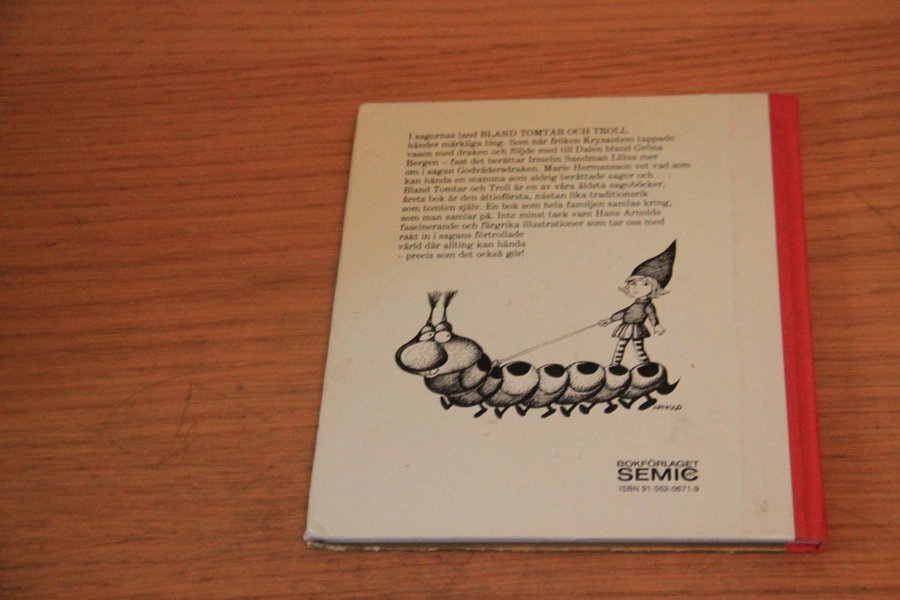 I sagornas land BLAND TOMTAR OCH TROLL
händer märkliga ting. Som när fröken Krysantem tappade
vasen med draken och följde med till Dalen bland Gröna
Bergen – fast det berättar Irmelin Sandman Lilius mer
om i sagan Godvädersdraken. Marie Hermansson vet vad som
kan hända en mamma som aldrig berättade sagor och . . .
Bland Tomtar och Troll är en av våra äldsta sagoböcker,
årets bok är den åttioförsta, nästan lika traditionsrik
som tomten själv. En bok som hela familjen samlas kring,
som man samlar på. Inte minst tack vare Hans Arnolds
fascinerande och färgrika illustrationer som tar oss med
rakt in i sagans förtrollade
värld där allting kan hända
– precis som det också gör!
ARNOLD
BOKFÖRLAGET
SEMIC
ISBN 91-552-0671-9